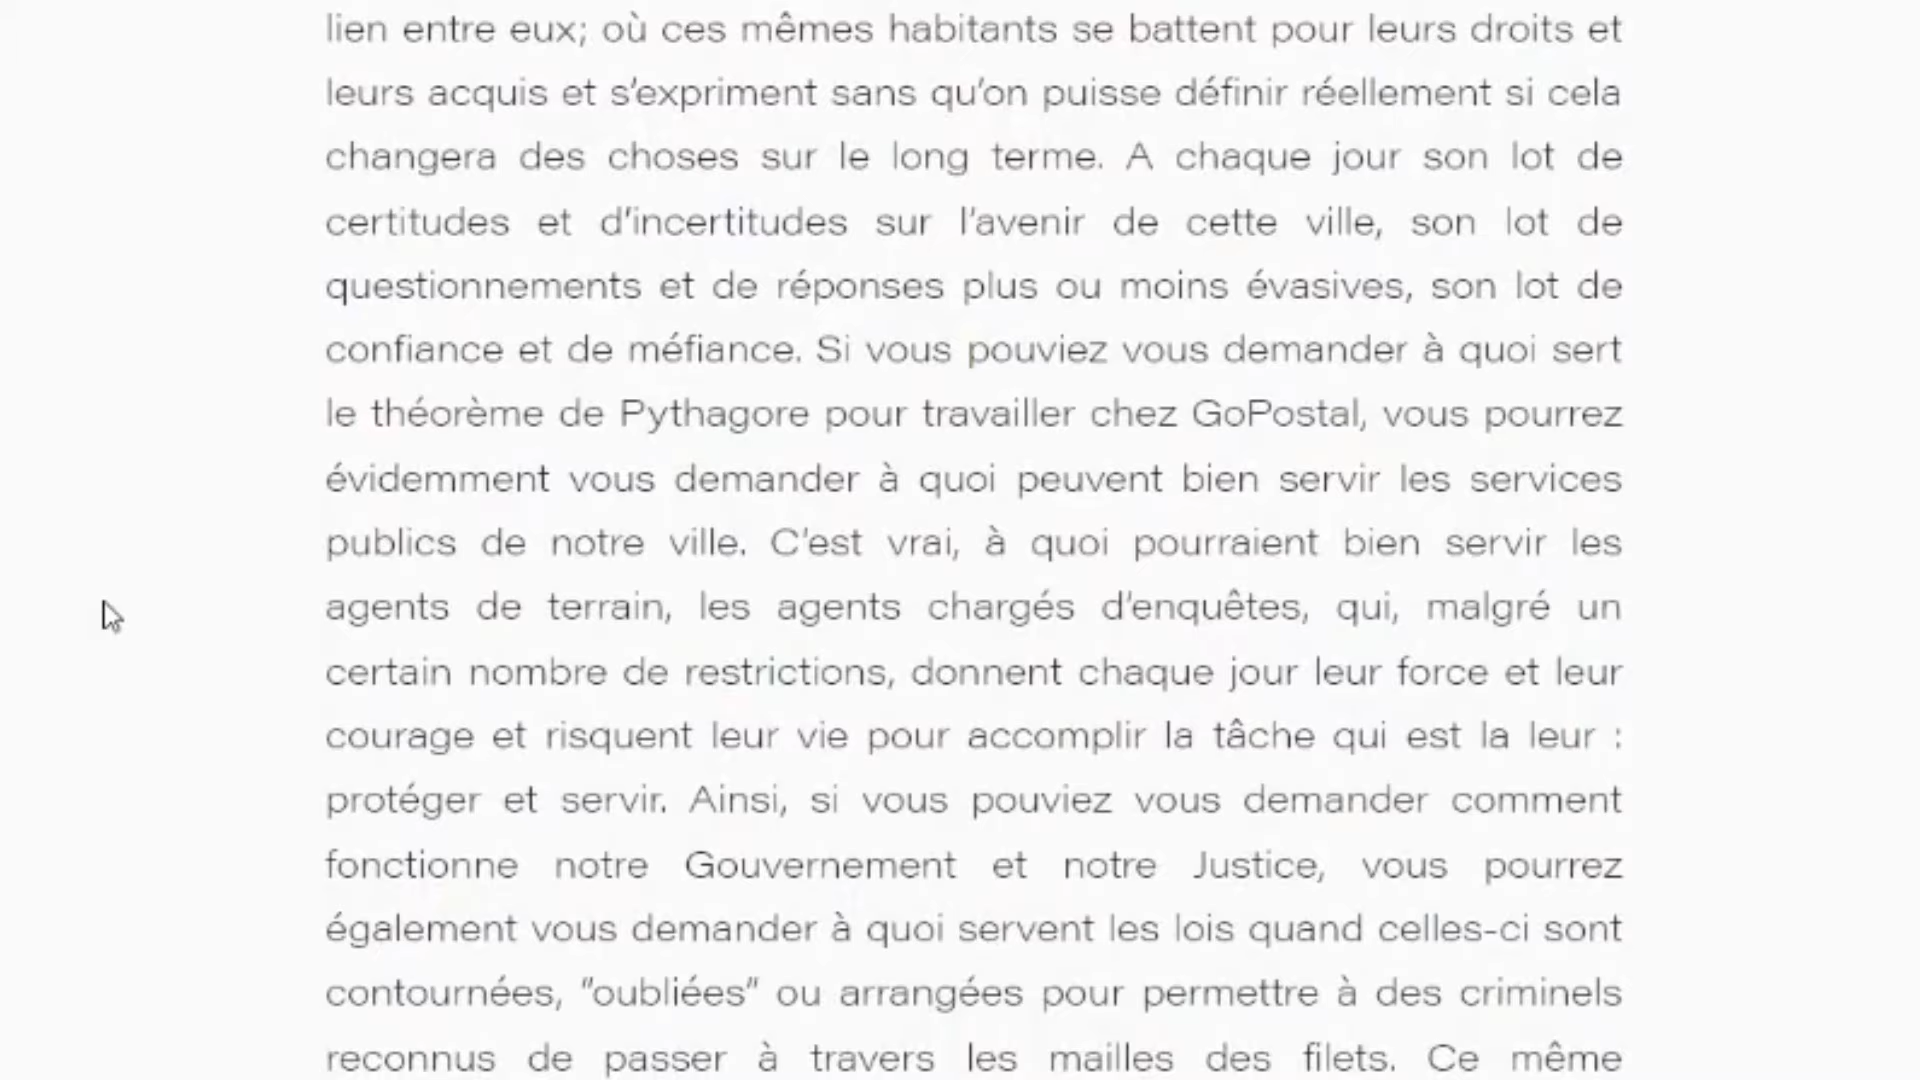 lien entre eux; où ces mêmes habitants se battent pour leurs droits et
leurs acquis et s'expriment sans qu'on puisse définir réellement si cela
changera des choses sur le long terme. A chaque jour son lot de
certitudes et d'incertitudes sur l'avenir de cette ville, son lot de
questionnements et de réponses plus ou moins évasives, son lot de
confiance et de méfiance. Si vous pouviez vous demander à quoi sert
le théorème de Pythagore pour travailler chez GoPostal, vous pourrez
évidemment vous demander à quoi peuvent bien servir les services
publics de notre ville. C'est vrai, à quoi pourraient bien servir les
agents de terrain, les agents chargés d'enquêtes, qui, malgré un
certain nombre de restrictions, donnent chaque jour leur force et leur
courage et risquent leur vie pour accomplir la tâche qui est la leur :
protéger et servir. Ainsi, si vous pouviez vous demander comment
fonctionne notre Gouvernement et notre Justice, vous pourrez
également vous demander à quoi servent les lois quand celles-ci sont
contournées, "oubliées" ou arrangées pour permettre à des criminels
reconnus de passer à travers les mailles des filets. Ce même